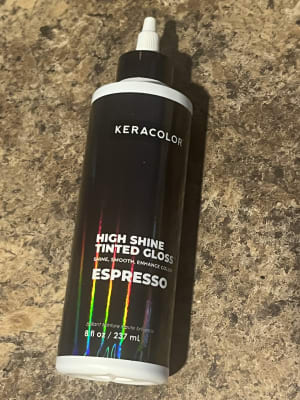 KERACOLOR
HIGH SHINE
TINTED GLOSS
SHINE, SMOOTH, ENHANCE COLOR
ESPRESSO
8 fl oz / 237 mL